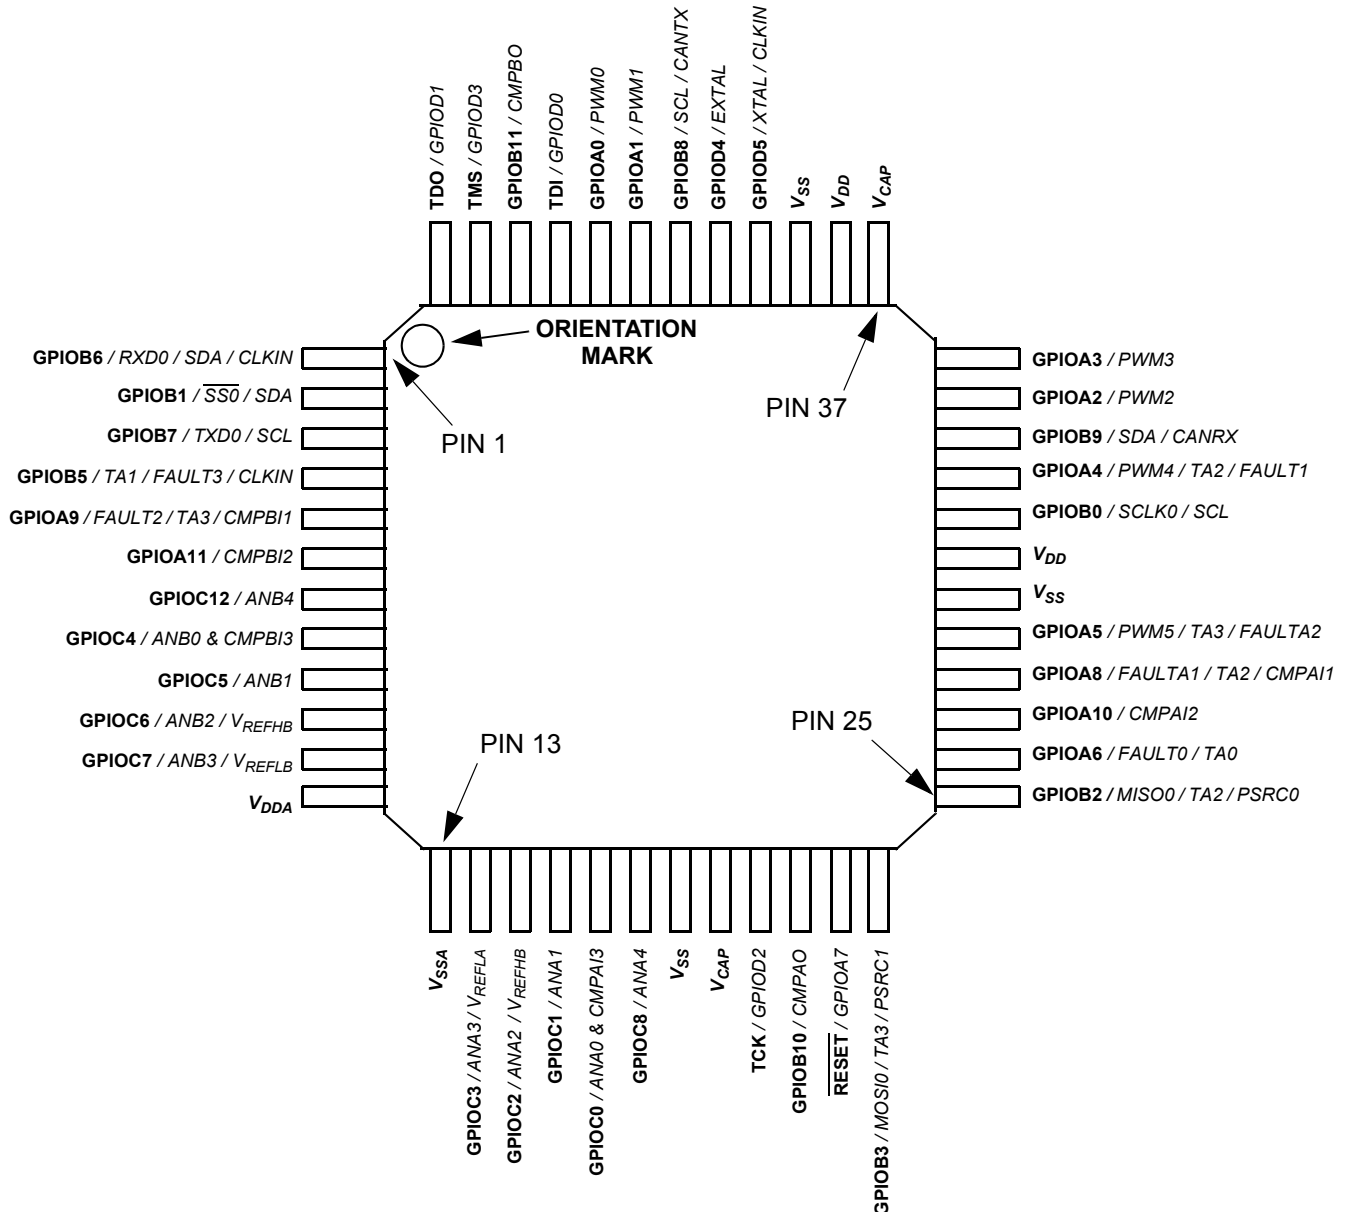 TDO / GPIOD1
TMS / GPIOD3
GPIOB11 / CMPBO
TDI / GPIOD0
GPIOA0 / PWM0
GPIOA1 / PWM1
GPIOB8 / SCL / CANTX
GPIOD4 / EXTAL
GPIOD5 / XTAL / CLKIN
VSS
VDD
VCAP
ORIENTATION
MARK
PIN 1
PIN 37
PIN 13
PIN 25
GPIOB6 / RXD0 / SDA / CLKIN
GPIOB1 / SS0 / SDA
GPIOB7 / TXD0 / SCL
GPIOB5 / TA1 / FAULT3 / CLKIN
GPIOA9 / FAULT2 / TA3 / CMPBI1
GPIOA11 / CMPBI2
GPIOC12 / ANB4
GPIOC4 / ANB0 & CMPBI3
GPIOC5 / ANB1
GPIOC6 / ANB2 / VREFHB
GPIOC7 / ANB3 / VREFLB
VDDA
GPIOA3 / PWM3
GPIOA2 / PWM2
GPIOB9 / SDA / CANRX
GPIOA4 / PWM4 / TA2 / FAULT1
GPIOB0 / SCLK0 / SCL
VDD
VSS
GPIOA5 / PWM5 / TA3 / FAULTA2
GPIOA8 / FAULTA1 / TA2 / CMPAI1
GPIOA10 / CMPAI2
GPIOA6 / FAULT0 / TA0
GPIOB2 / MISO0 / TA2 / PSRC0
VSSA
GPIOC3 / ANA3 / VREFLA
GPIOC2 / ANA2 / VREFHB
GPIOC1 / ANA1
GPIOC0 / ANA0 & CMPAI3
GPIOC8 / ANA4
VSS
VCAP
TCK / GPIOD2
GPIOB10 / CMPAO
RESET / GPIOA7
GPIOB3 / MOSI0 / TA3 / PSRC1